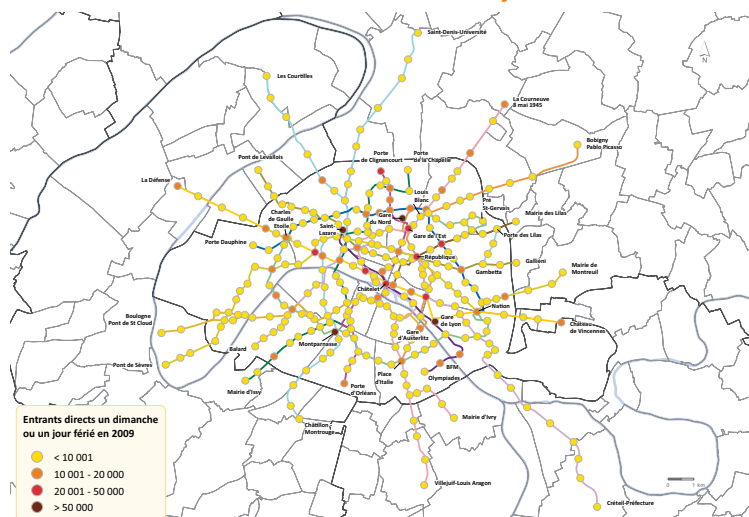 Saint-Denis-Université
Les Courtilles
N
La Courneuve
8 mai 1945
Bobigny
Pablo Picasso
Pont de Levallois
Porte
de Clignancourt
Porte
de la Chapelle
La Défense
Louis
Blanc
Pré
St-Gervais
Mairie des Lilas
Charles
de Gaulle
Etoile
Saint-
Lazare
Gare
du Nord
Gare de l'Est
Porte des Lilas
Porte Dauphine
République
Gallieni
Gambetta
Mairie de
Montreuil
Châtelet
Nation
Boulogne
Pont de St Cloud
Gare
de Lyon
Château
de Vincennes
Gare
d'Austerlitz
Balard
Montparnasse
Pont de Sèvres
BFM
Olympiades
Place
d'Italie
Mairie d'Issy
Porte
d'Orléans
Châtillon
Montrouge
Mairie d'Ivry
Villejuif-Louis Aragon
Créteil-Préfecture
0 1 km
Entrants directs un dimanche
ou un jour férié en 2009
< 10 001
10 001 - 20 000
20 001 - 50 000
> 50 000